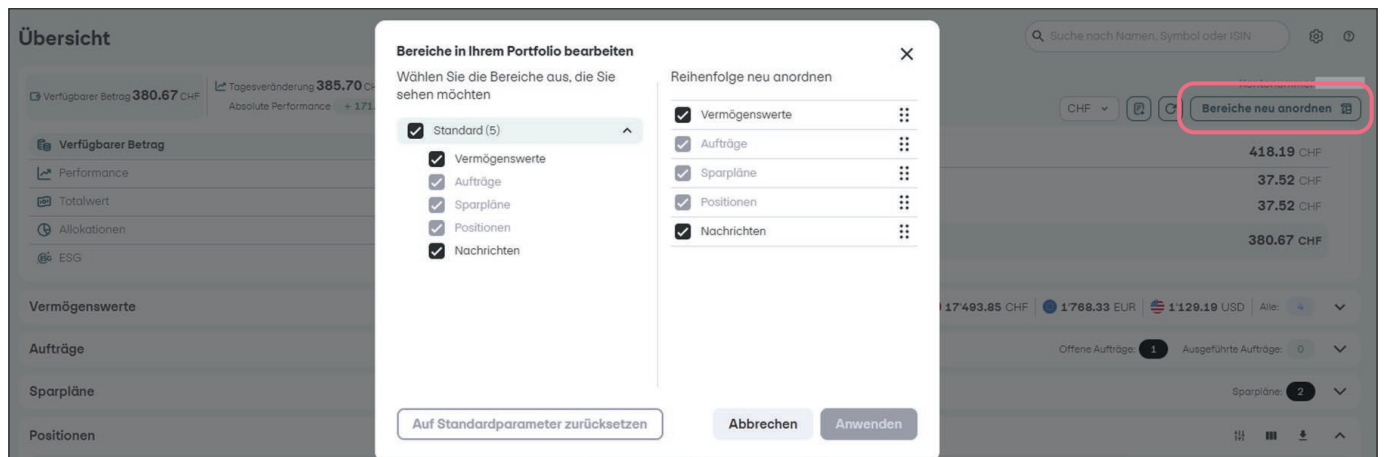 Übersicht
Suche nach Namen, Symbol oder ISIN
Verfügbarer Betrag 380.67 CHF
Tagesveränderung 385.70
Absolute Performance + 171.
CHF
Bereiche neu anordnen
Verfügbarer Betrag
418.19 CHF
Performance
37.52 CHF
Totalwert
37.52 CHF
Allokationen
380.67 CHF
ESG
Vermögenswerte
17'493.85 CHF 1'768.33 EUR 1'129.19 USD Alle: 4
Aufträge
Offene Aufträge: 1 Ausgeführte Aufträge: 0
Sparpläne
Sparpläne: 2
Positionen
Bereiche in Ihrem Portfolio bearbeiten
Wählen Sie die Bereiche aus, die Sie
sehen möchten
Standard (5)
Vermögenswerte
Aufträge
Sparpläne
Positionen
Nachrichten
Reihenfolge neu anordnen
Vermögenswerte
Aufträge
Sparpläne
Positionen
Nachrichten
Auf Standardparameter zurücksetzen
Abbrechen
Anwenden